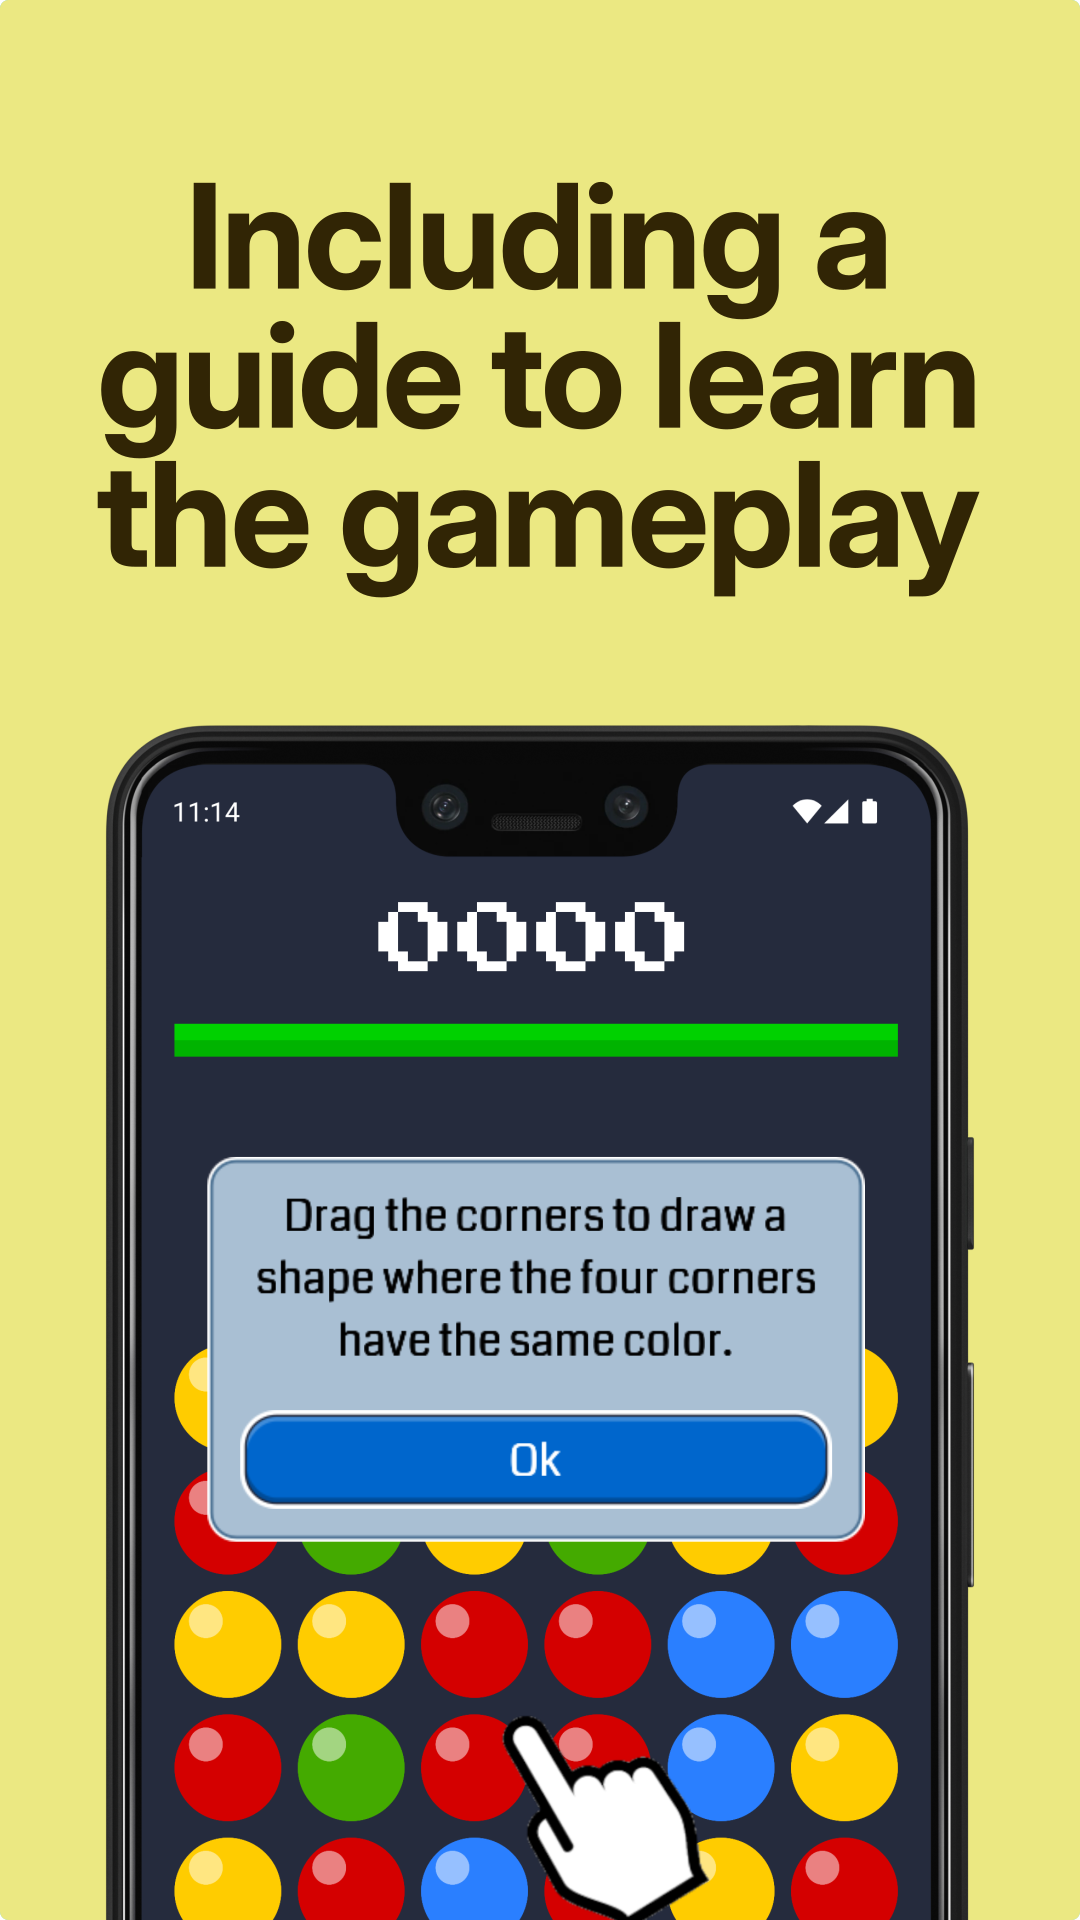 Including a
guide to learn
the gameplay
11:14
0000
Drag the corners to draw a
shape where the four corners
have the same color.
Ok